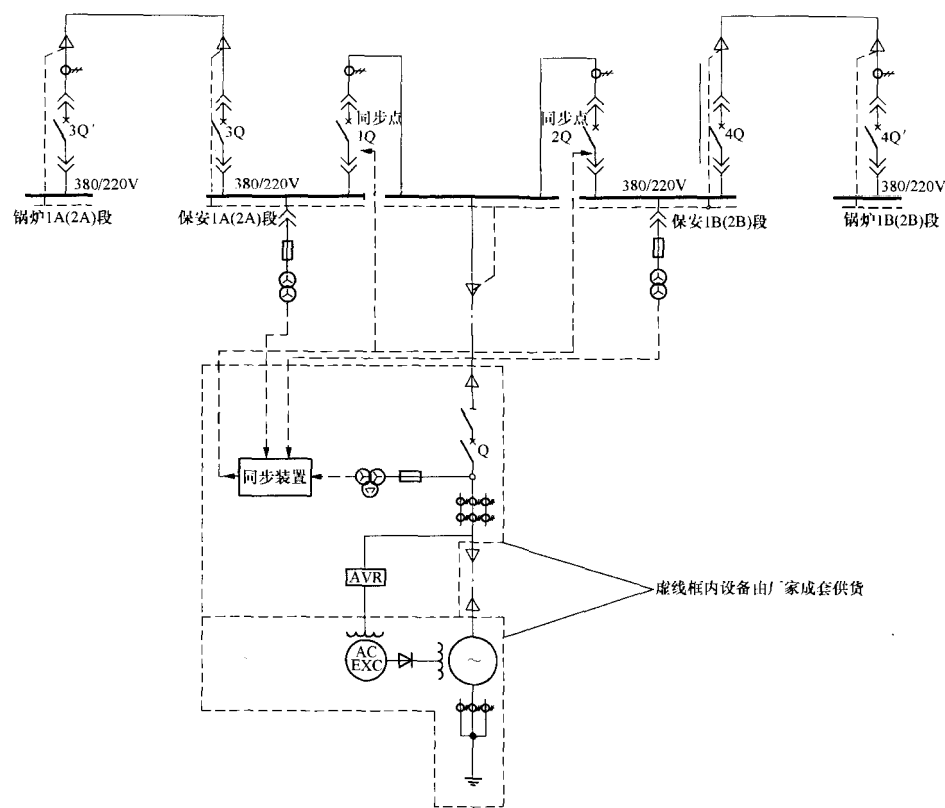 3Q'
3Q
同步点
1Q
同步点
2Q
4Q
4Q'
380/220V
380/220V
380/220V
380/220V
锅炉1A(2A)段
保安1A(2A)段
保安1B(2B)段
锅炉1B(2B)段
Q
同步装置
AVR
虚线框内设备由厂家成套供货
AC
EXC
~